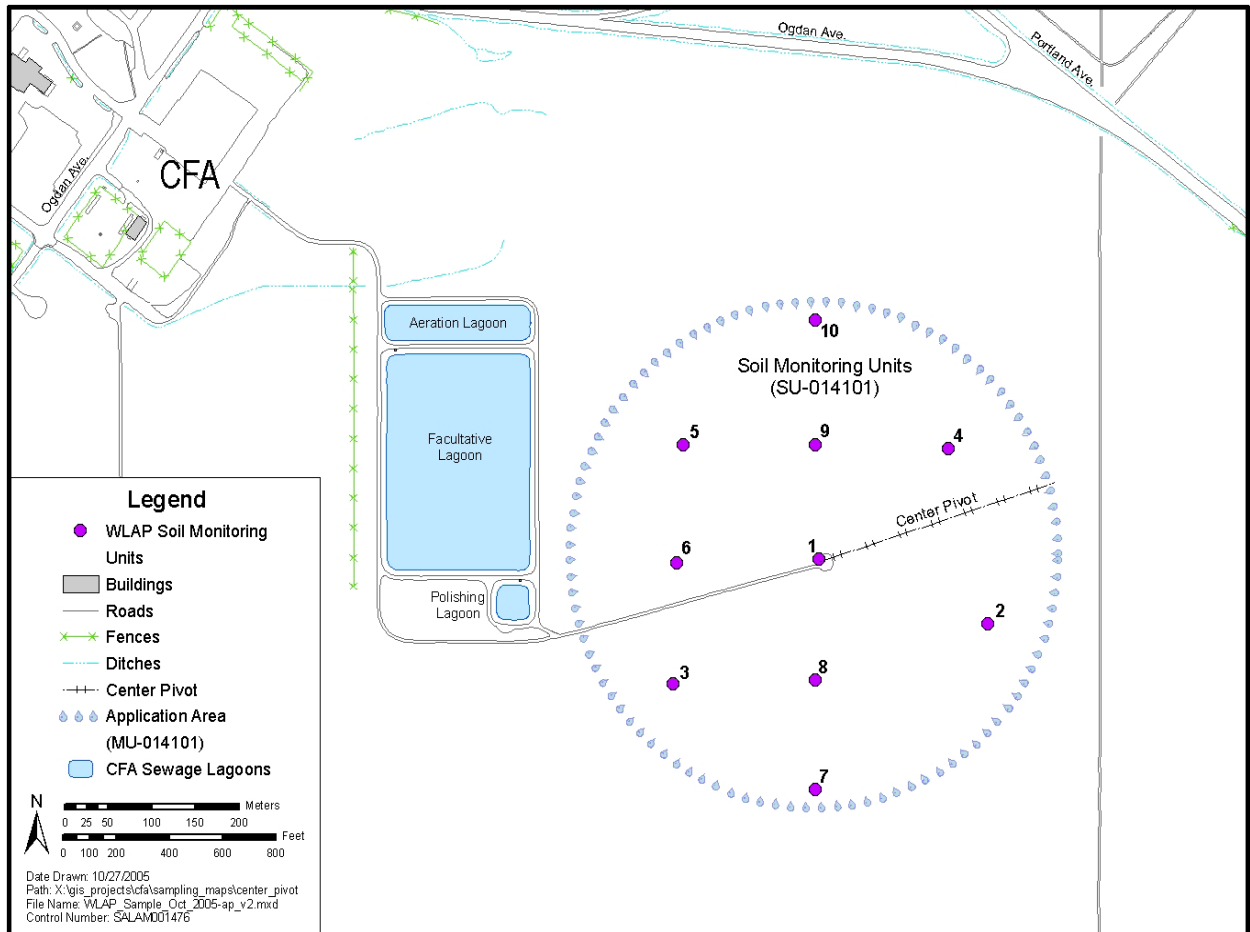 Ogdan Ave.
Portland Ave.
CFA
Ogdan Ave.
Aeration Lagoon
10
Soil Monitoring Units
(SU-014101)
5
9
4
Facultative
Lagoon
Center Pivot
6
1
Polishing
Lagoon
2
3
8
7
Legend
WLAP Soil Monitoring
Units
Buildings
Roads
Fences
Ditches
Center Pivot
Application Area
(MU-014101)
CFA Sewage Lagoons
N
Meters
0 25 50 100 150 200
Feet
0 100 200 400 600 800
Date Drawn: 10/27/2005
Path: X:\gis_projects\cfa\sampling_maps\center_pivot
File Name: WLAP_Sample_Oct_2005-ap_v2.mxd
Control Number: SALAM001476